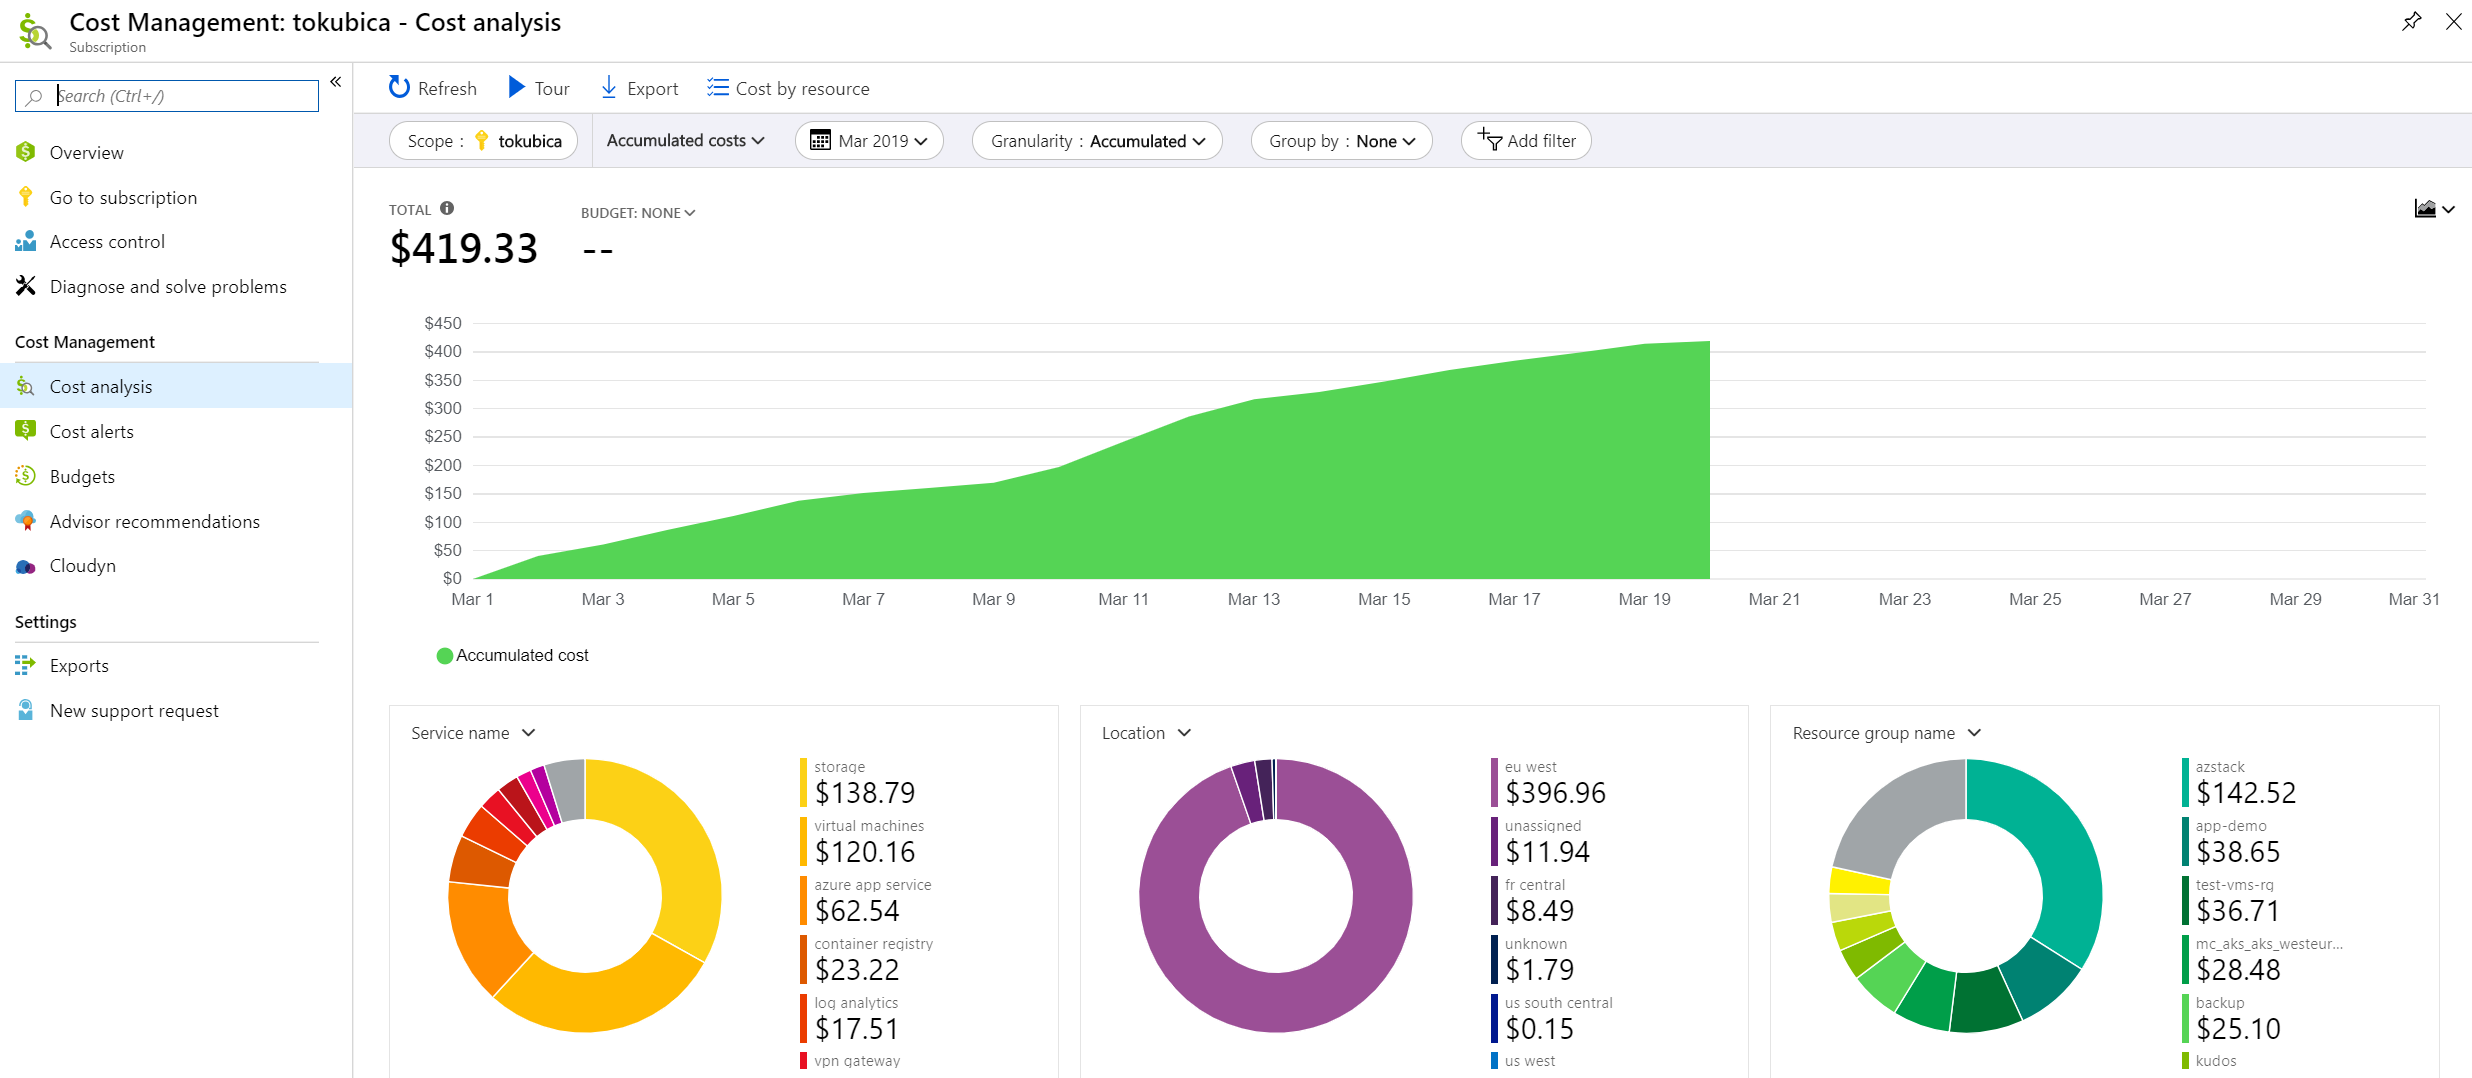 Cost Management: tokubica - Cost analysis
Subscription
Search (Ctrl+/)
Overview
Go to subscription
Access control
Diagnose and solve problems
Cost Management
Cost analysis
Cost alerts
Budgets
Advisor recommendations
Cloudyn
Settings
Exports
New support request
Refresh Tour Export Cost by resource
Scope : tokubica Accumulated costs Mar 2019 Granularity : Accumulated Group by : None Add filter
TOTAL BUDGET: NONE
$419.33 --
$450
$400
$350
$300
$250
$200
$150
$100
$50
$0
Mar 1 Mar 3 Mar 5 Mar 7 Mar 9 Mar 11 Mar 13 Mar 15 Mar 17 Mar 19 Mar 21 Mar 23 Mar 25 Mar 27 Mar 29 Mar 31
Accumulated cost
Service name
storage
$138.79
virtual machines
$120.16
azure app service
$62.54
container registry
$23.22
log analytics
$17.51
vpn gateway
Location
eu west
$396.96
unassigned
$11.94
fr central
$8.49
unknown
$1.79
us south central
$0.15
us west
Resource group name
azstack
$142.52
app-demo
$38.65
test-vms-rg
$36.71
mc_aks_aks_westeur...
$28.48
backup
$25.10
kudos